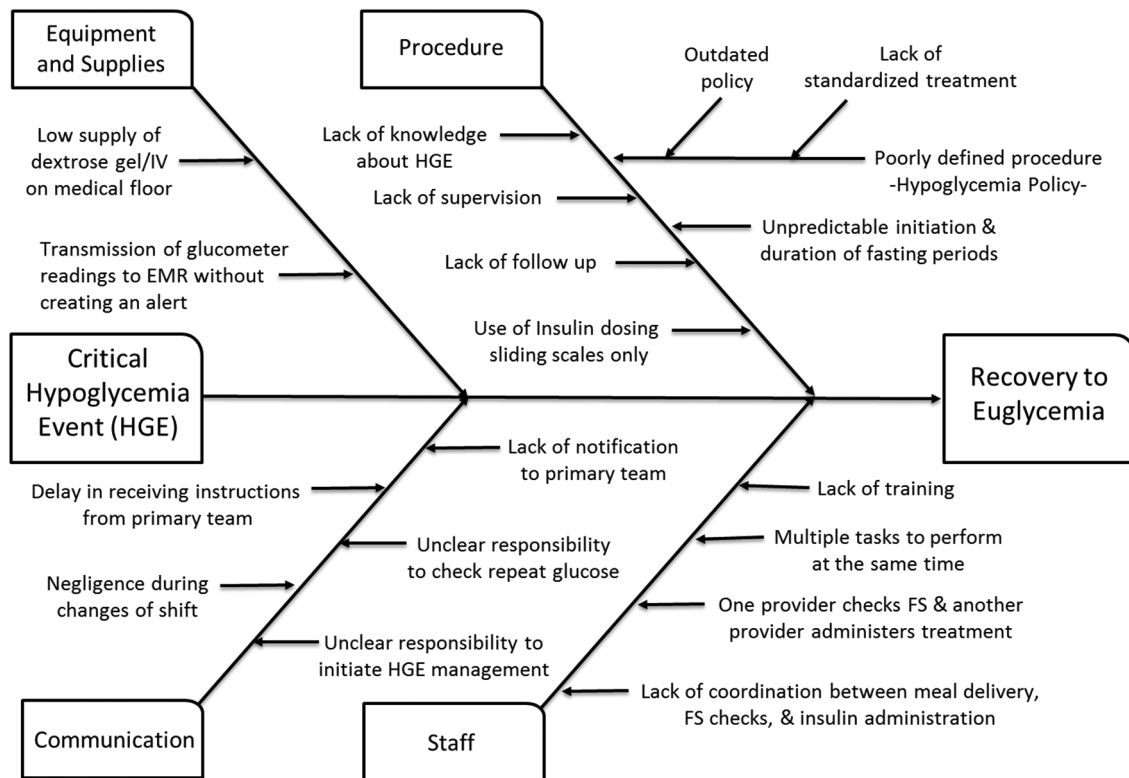 Equipment
and Supplies
Procedure
Outdated
policy
Lack of
standardized treatment
Low supply of
dextrose gel/IV
on medical floor
Lack of knowledge
about HGE
Poorly defined procedure
-Hypoglycemia Policy-
Lack of supervision
Unpredictable initiation &
duration of fasting periods
Transmission of glucometer
readings to EMR without
creating an alert
Lack of follow up
Use of Insulin dosing
sliding scales only
Critical
Hypoglycemia
Event (HGE)
Recovery to
Euglycemia
Lack of notification
to primary team
Delay in receiving instructions
from primary team
Lack of training
Unclear responsibility
to check repeat glucose
Multiple tasks to perform
at the same time
Negligence during
changes of shift
One provider checks FS & another
provider administers treatment
Unclear responsibility to
initiate HGE management
Lack of coordination between meal delivery,
FS checks, & insulin administration
Communication
Staff